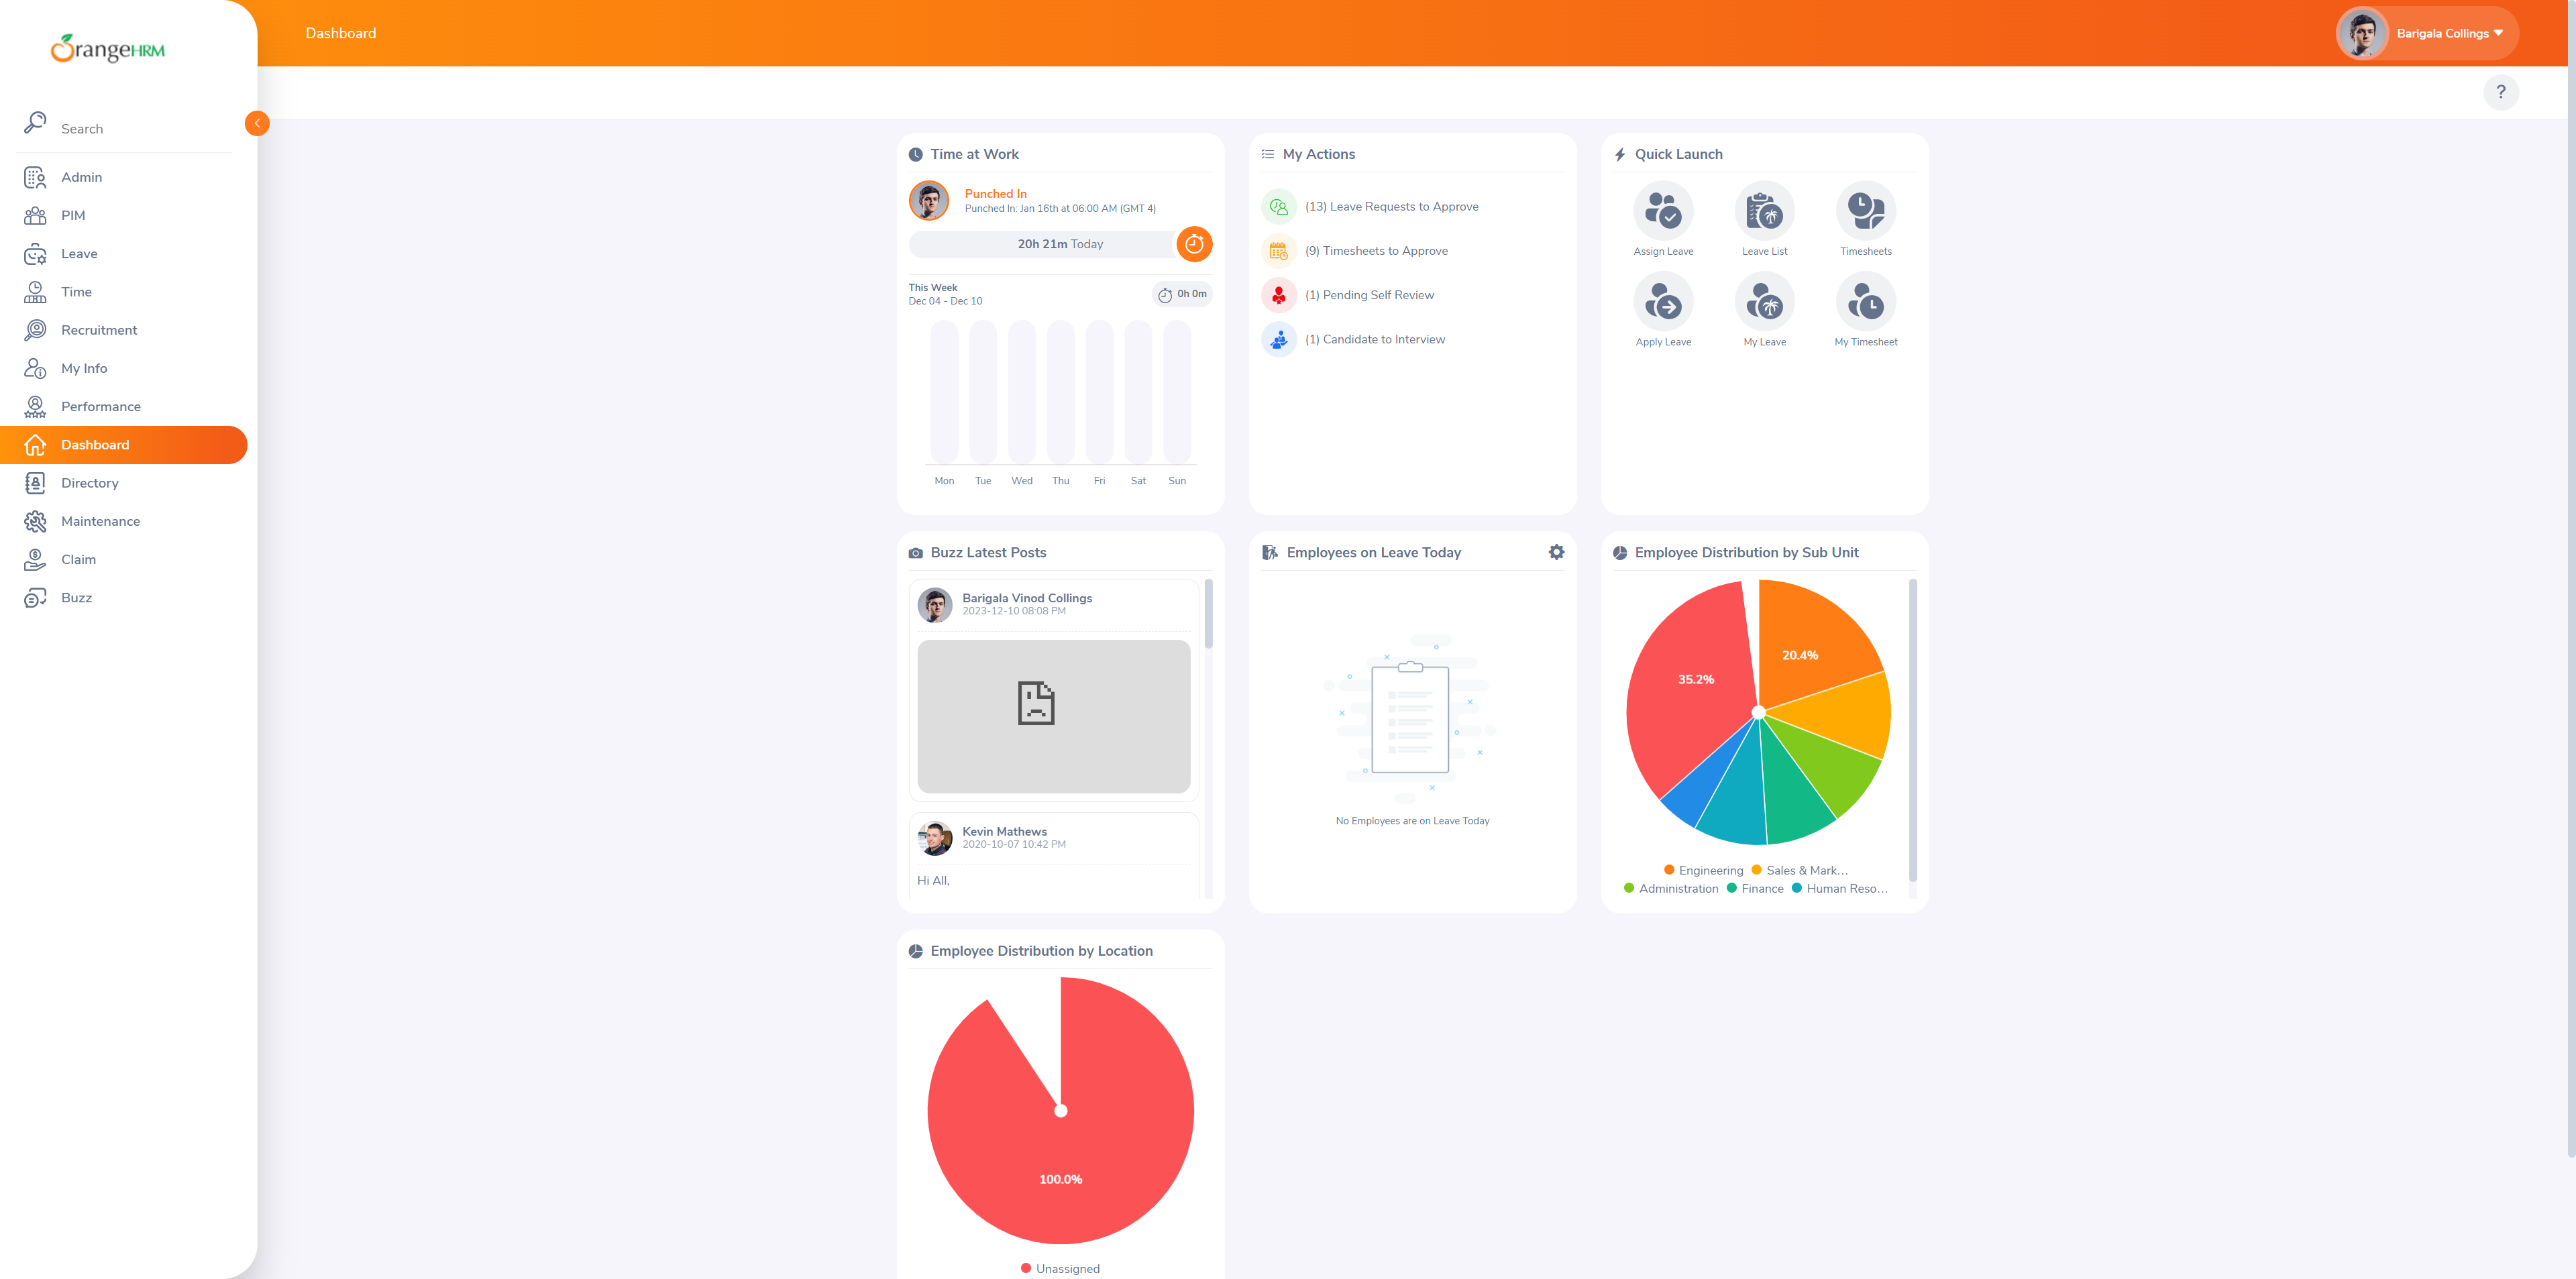 OrangeHRM
Dashboard
Barigala Collings
?
Search
Admin
PIM
Leave
Time
Recruitment
My Info
Performance
Dashboard
Directory
Maintenance
Claim
Buzz
Time at Work
Punched In
Punched In: Jan 16th at 06:00 AM (GMT 4)
20h 21m Today
This Week
Dec 04 - Dec 10
0h 0m
Mon Tue Wed Thu Fri Sat Sun
My Actions
(13) Leave Requests to Approve
(9) Timesheets to Approve
(1) Pending Self Review
(1) Candidate to Interview
Quick Launch
Assign Leave Leave List Timesheets
Apply Leave My Leave My Timesheet
Buzz Latest Posts
Barigala Vinod Collings
2023-12-10 08:08 PM
Kevin Mathews
2020-10-07 10:42 PM
Hi All,
Employees on Leave Today
No Employees are on Leave Today
Employee Distribution by Sub Unit
20.4%
35.2%
Engineering Sales & Mark…
Administration Finance Human Reso…
Employee Distribution by Location
100.0%
Unassigned